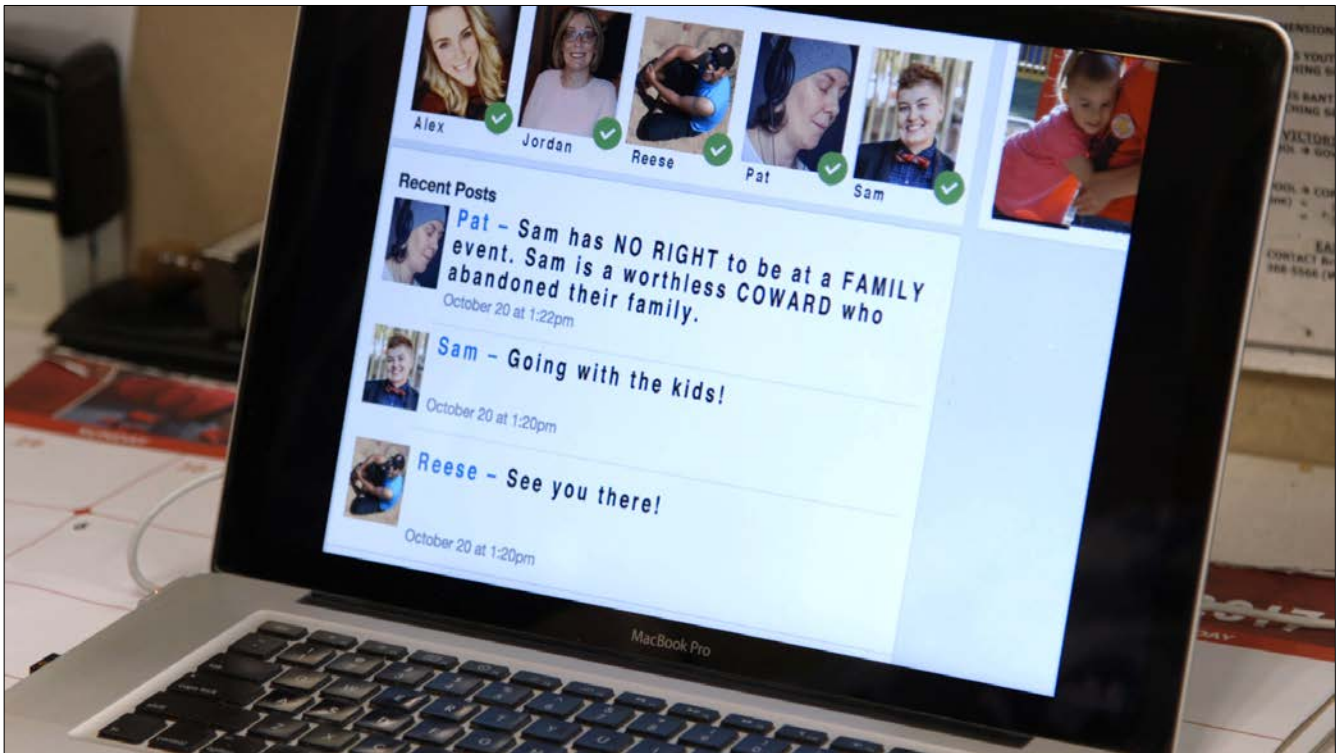 Alex
Jordan
Reese
Pat
Sam
Recent Posts
Pat – Sam has NO RIGHT to be at a FAMILY
event. Sam is a worthless COWARD who
abandoned their family.
October 20 at 1:22pm
Sam – Going with the kids!
October 20 at 1:20pm
Reese – See you there!
October 20 at 1:20pm
MacBook Pro
2017